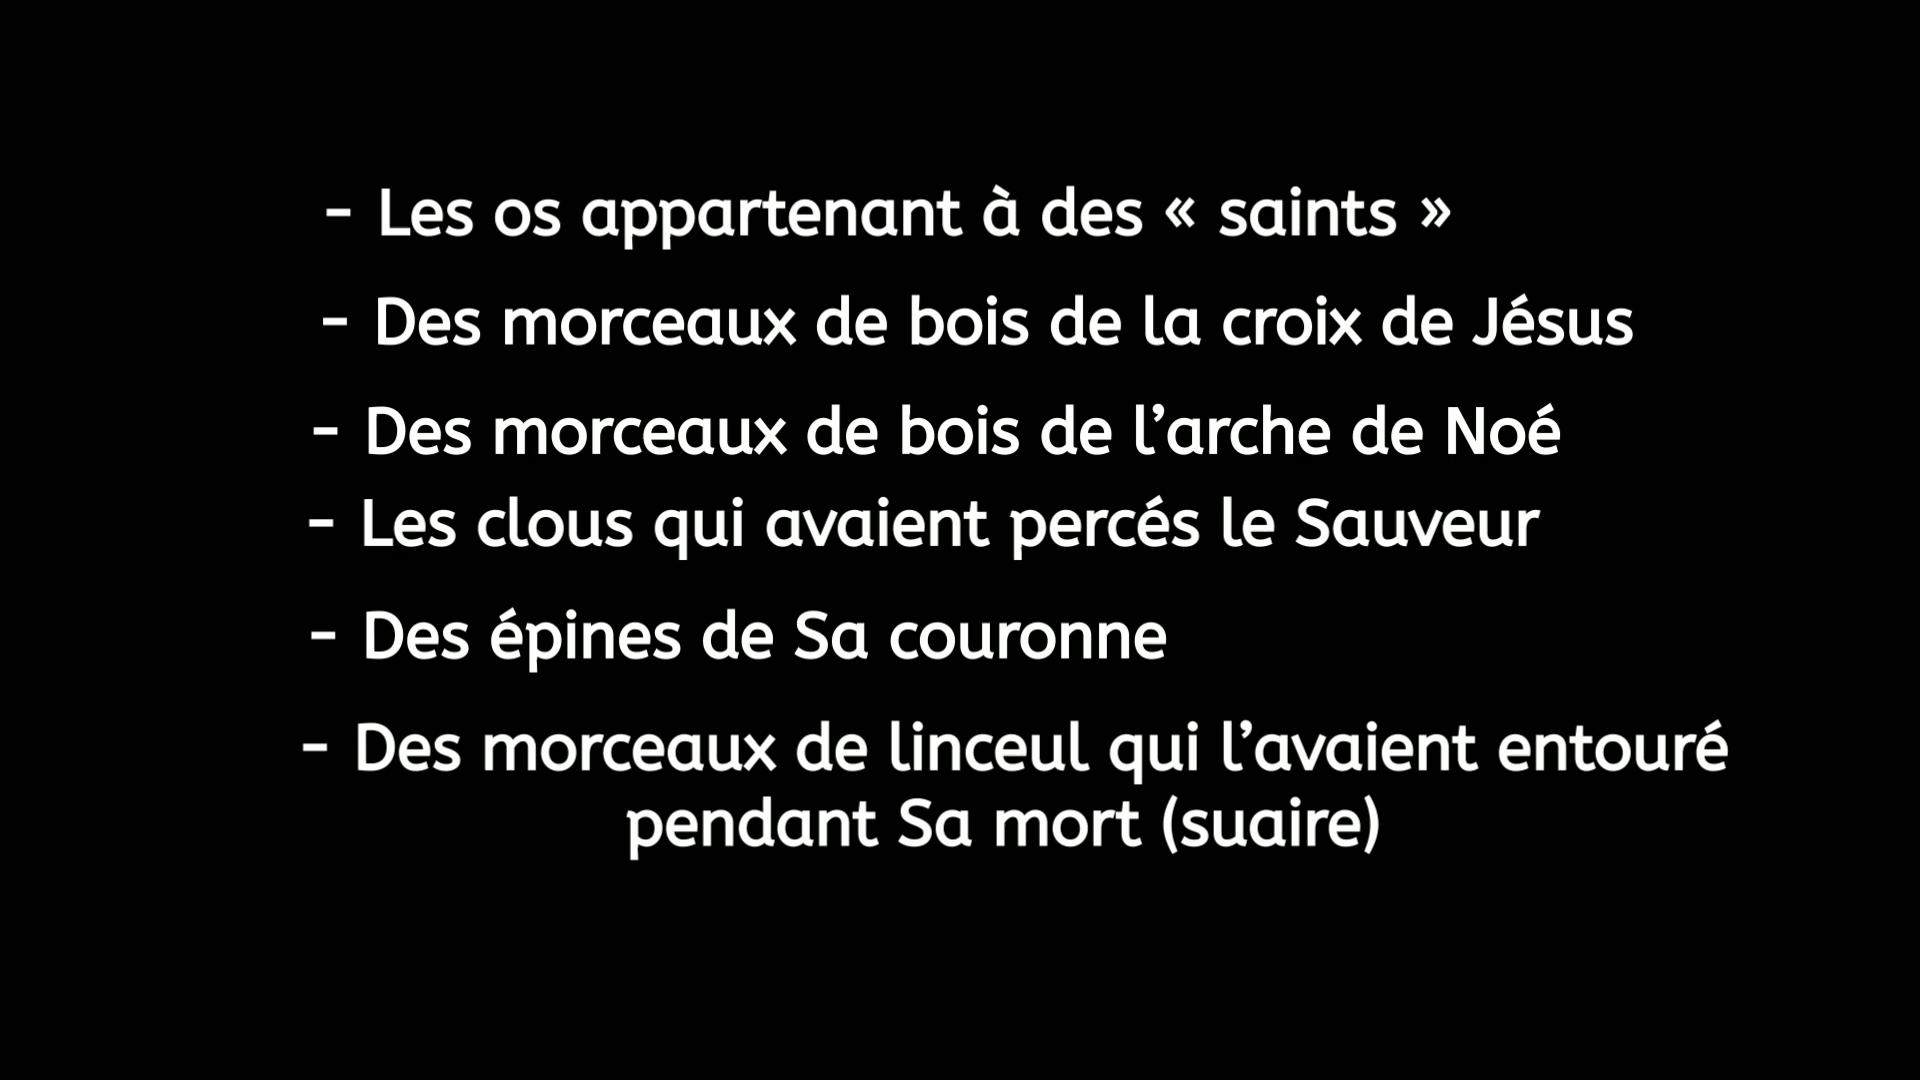 - Les os appartenant à des « saints »
- Des morceaux de bois de la croix de Jésus
- Des morceaux de bois de l’arche de Noé
- Les clous qui avaient percés le Sauveur
- Des épines de Sa couronne
- Des morceaux de linceul qui l’avaient entouré
pendant Sa mort (suaire)